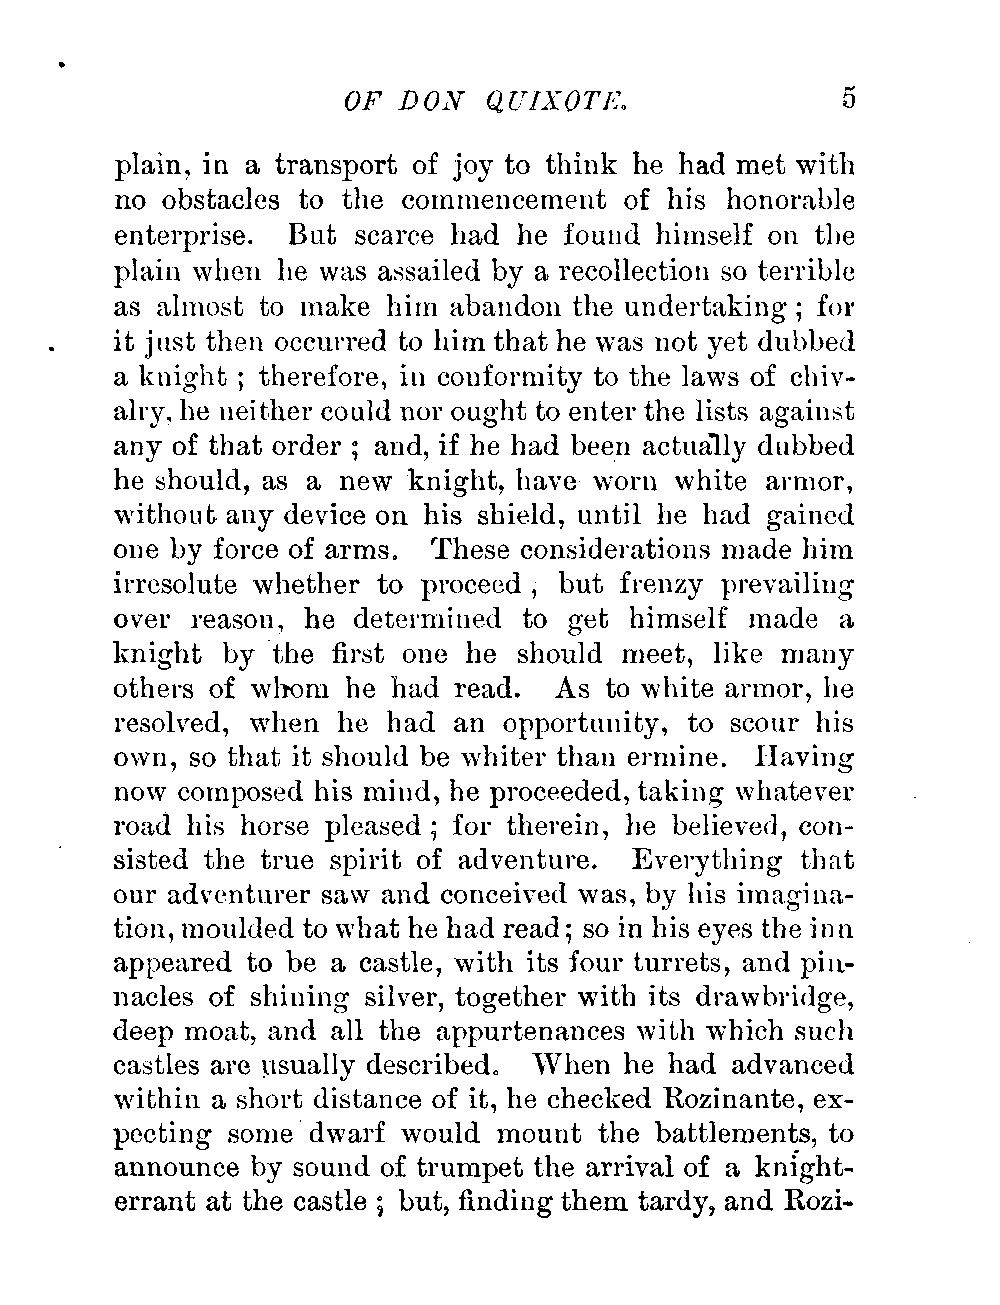 OF DON QUIXOTE. 5
plain, in a transport of joy to think he had met with
no obstacles to the commencement of his honorable
enterprise. But scarce had he found himself on the
plain when he was assailed by a recollection so terrible
as almost to make him abandon the undertaking ; for
it just then occurred to him that he was not yet dubbed
a knight ; therefore, in conformity to the laws of chiv-
alry, he neither could nor ought to enter the lists against
any of that order ; and, if he had been actually dubbed
he should, as a new knight, have worn white armor,
without any device on his shield, until he had gained
one by force of arms. These considerations made him
irresolute whether to proceed ; but frenzy prevailing
over reason, he determined to get himself made a
knight by the first one he should meet, like many
others of whom he had read. As to white armor, he
resolved, when he had an opportunity, to scour his
own, so that it should be whiter than ermine. Having
now composed his mind, he proceeded, taking whatever
road his horse pleased ; for therein, he believed, con-
sisted the true spirit of adventure. Everything that
our adventurer saw and conceived was, by his imagina-
tion, moulded to what he had read ; so in his eyes the inn
appeared to be a castle, with its four turrets, and pin-
nacles of shining silver, together with its drawbridge,
deep moat, and all the appurtenances with which such
castles are usually described. When he had advanced
within a short distance of it, he checked Rozinante, ex-
pecting some dwarf would mount the battlements, to
announce by sound of trumpet the arrival of a knight-
errant at the castle ; but, finding them tardy, and Rozi-